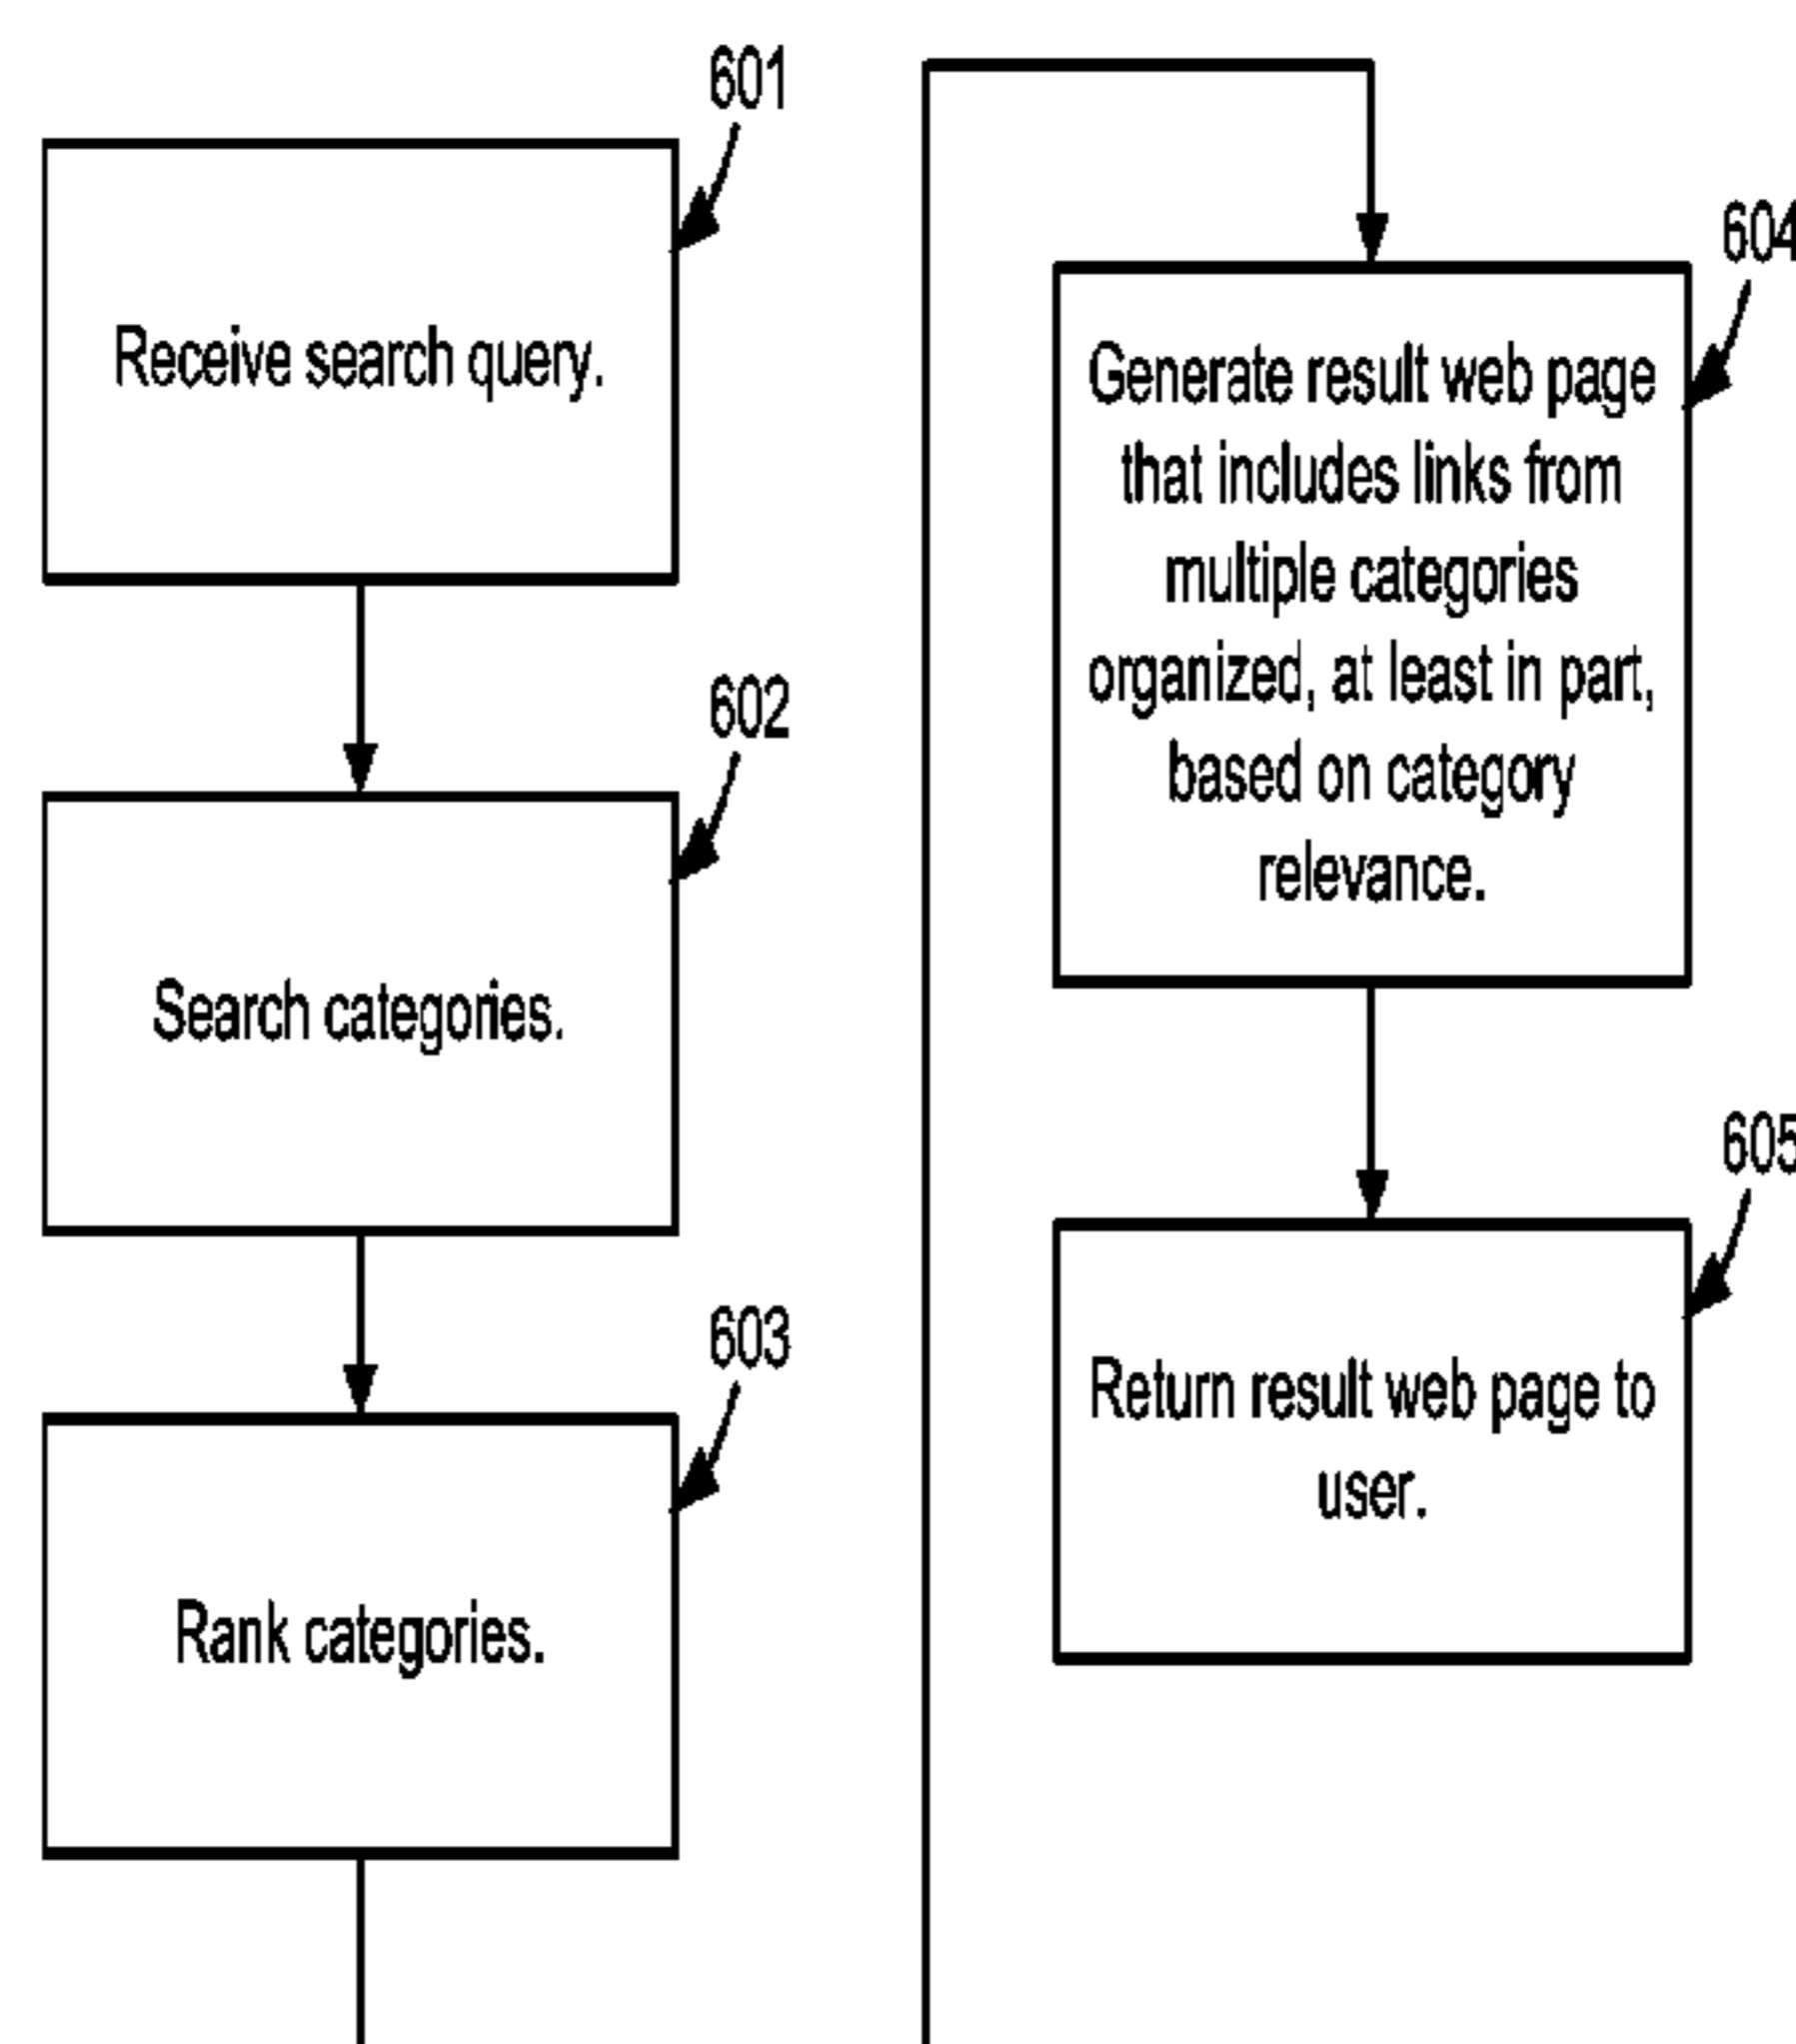 601
Receive search query.
602
Search categories.
603
Rank categories.
604
Generate result web page
that includes links from
multiple categories
organized, at least in part,
based on category
relevance.
605
Return result web page to
user.